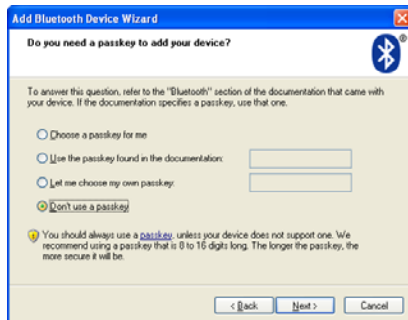 Add Bluetooth Device Wizard
Do you need a passkey to add your device?
To answer this question, refer to the "Bluetooth" section of the documentation that came with
your device. If the documentation specifies a passkey, use that one.
Choose a passkey for me
Use the passkey found in the documentation:
Let me choose my own passkey:
Don't use a passkey
You should always use a passkey, unless your device does not support one. We
recommend using a passkey that is 8 to 16 digits long. The longer the passkey, the
more secure it will be.
< Back
Next >
Cancel